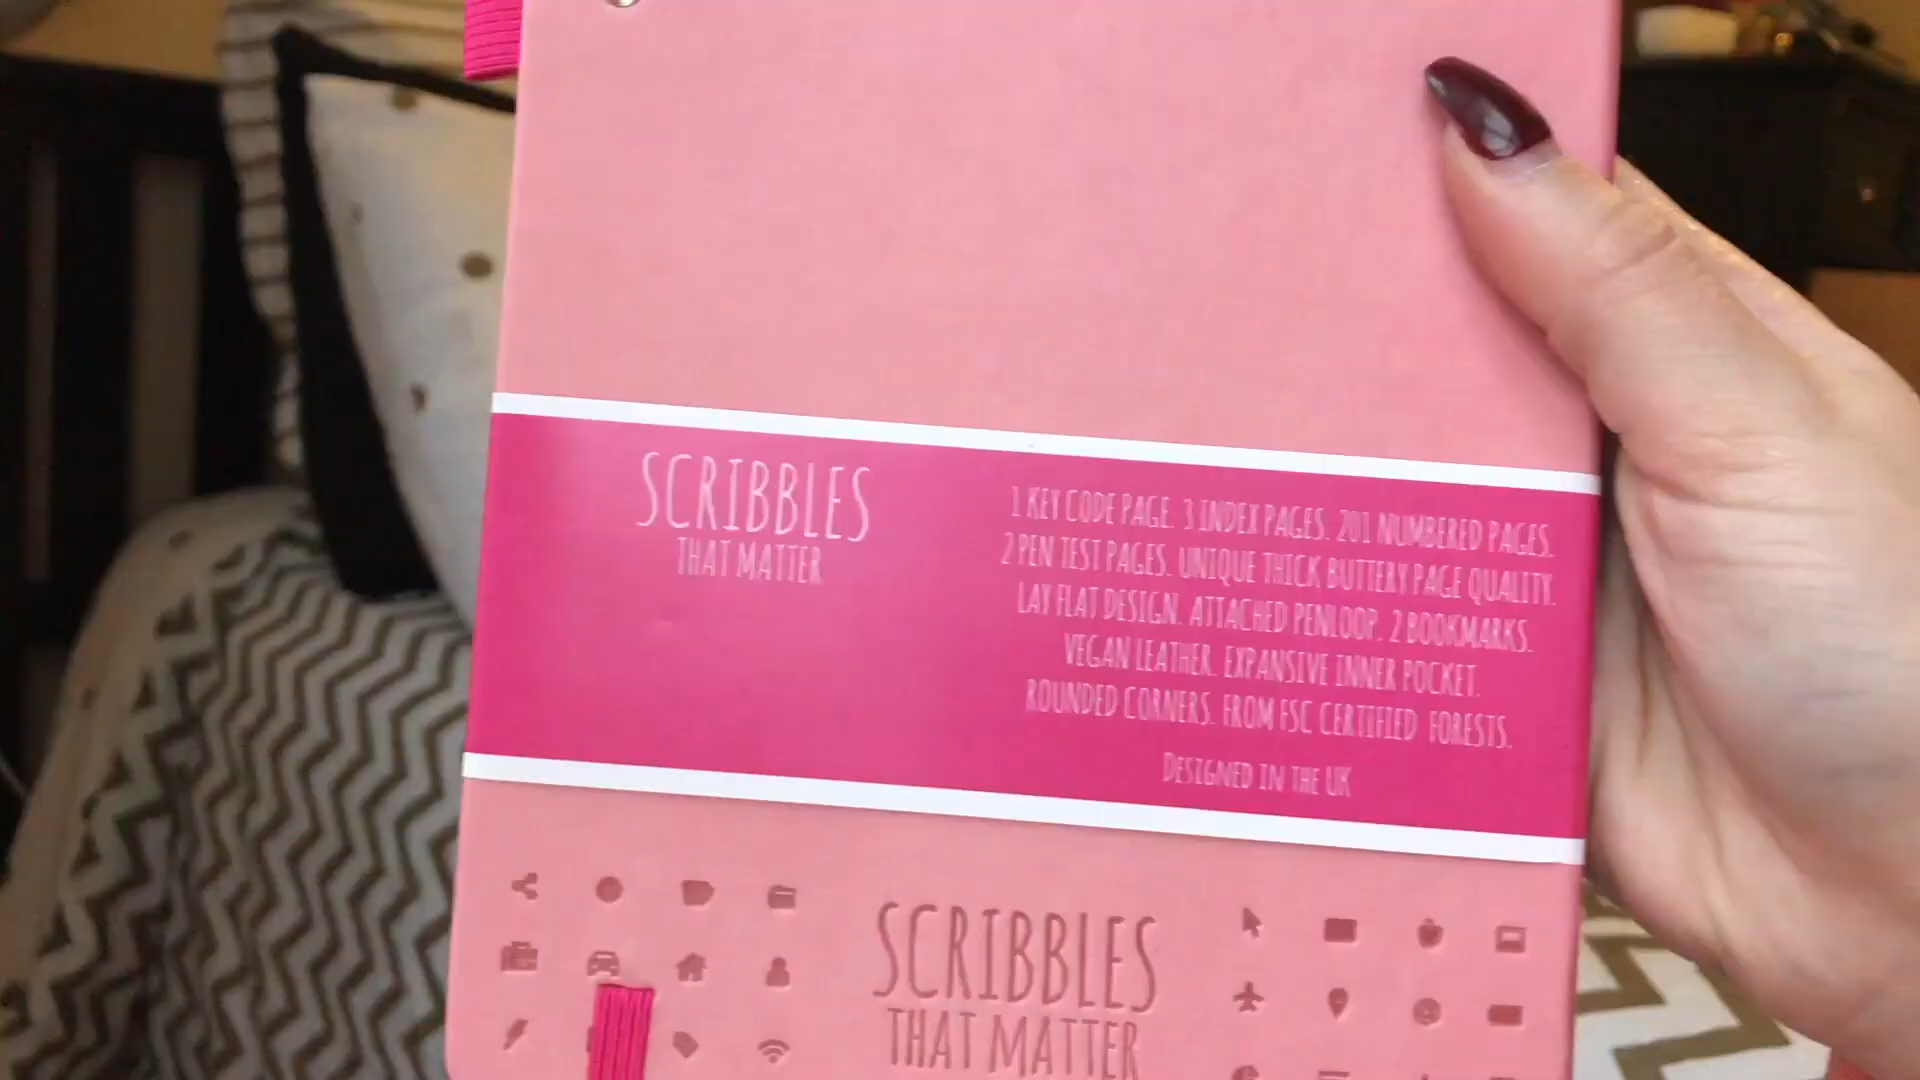 SCRIBBLES
THAT MATTER
1 KEY CODE PAGE. 3 INDEX PAGES. 201 NUMBERED PAGES.
2 PEN TEST PAGES. UNIQUE THICK BUTTERY PAGE QUALITY.
LAY FLAT DESIGN. ATTACHED PENLOOP. 2 BOOKMARKS.
VEGAN LEATHER. EXPANSIVE INNER POCKET.
ROUNDED CORNERS. FROM FSC CERTIFIED FORESTS.
DESIGNED IN THE UK
SCRIBBLES
THAT MATTER